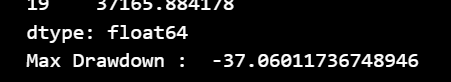 19    37165.884178
dtype: float64
Max Drawdown :  -37.06011736748946